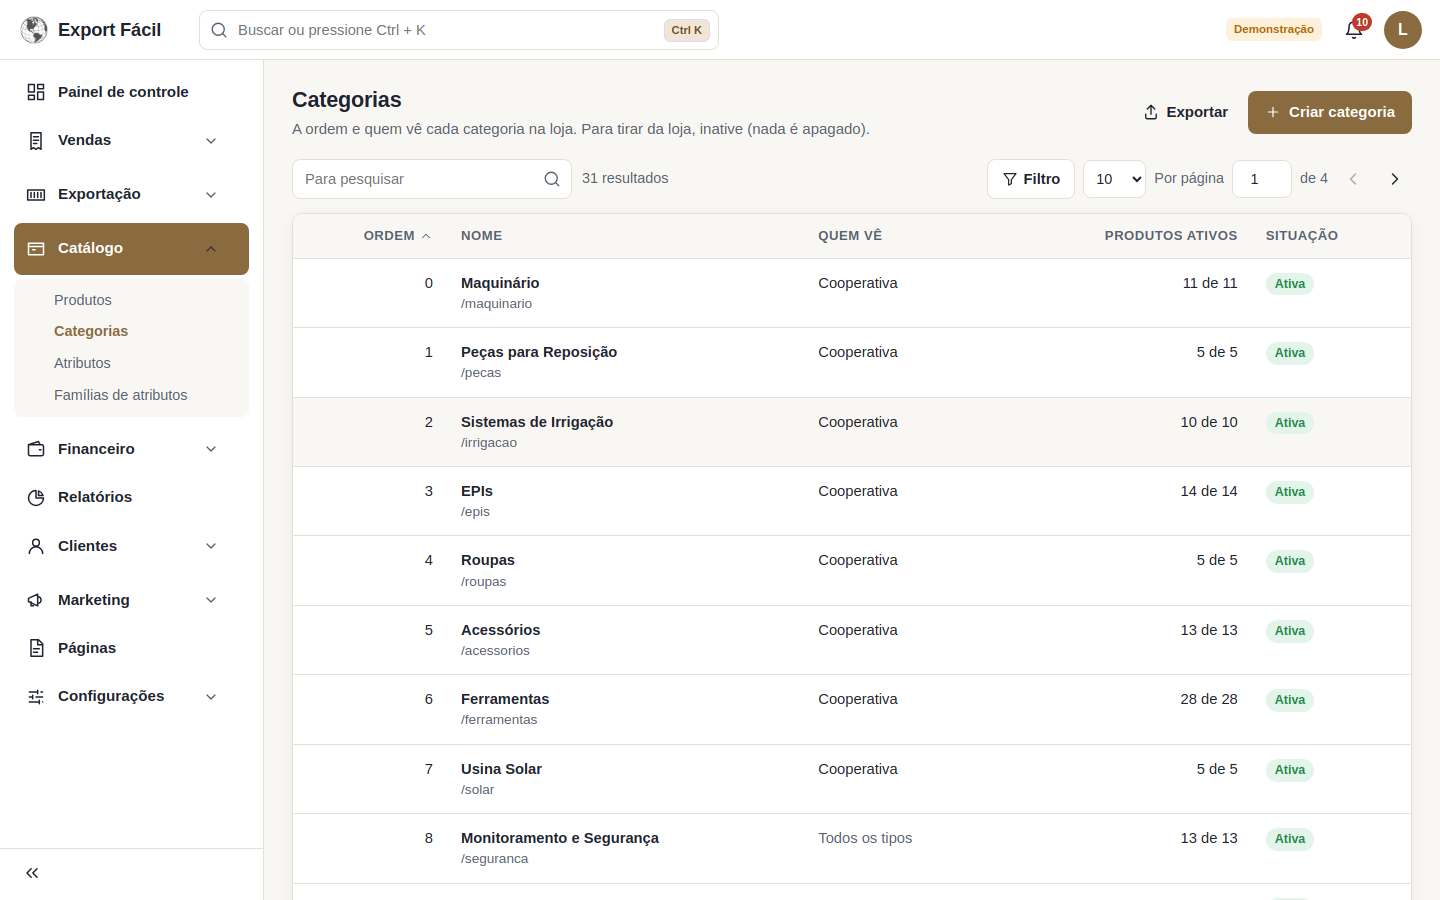 Export Fácil
Buscar ou pressione Ctrl + K
Ctrl K
Demonstração
10
L
Painel de controle
Vendas
Exportação
Catálogo
Produtos
Categorias
Atributos
Famílias de atributos
Financeiro
Relatórios
Clientes
Marketing
Páginas
Configurações
Categorias
A ordem e quem vê cada categoria na loja. Para tirar da loja, inative (nada é apagado).
Exportar
Criar categoria
Para pesquisar
31 resultados
Filtro
10
Por página
1
de 4
ORDEM NOME QUEM VÊ PRODUTOS ATIVOS SITUAÇÃO
0 Maquinário Cooperativa 11 de 11 Ativa
/maquinario
1 Peças para Reposição Cooperativa 5 de 5 Ativa
/pecas
2 Sistemas de Irrigação Cooperativa 10 de 10 Ativa
/irrigacao
3 EPIs Cooperativa 14 de 14 Ativa
/epis
4 Roupas Cooperativa 5 de 5 Ativa
/roupas
5 Acessórios Cooperativa 13 de 13 Ativa
/acessorios
6 Ferramentas Cooperativa 28 de 28 Ativa
/ferramentas
7 Usina Solar Cooperativa 5 de 5 Ativa
/solar
8 Monitoramento e Segurança Todos os tipos 13 de 13 Ativa
/seguranca